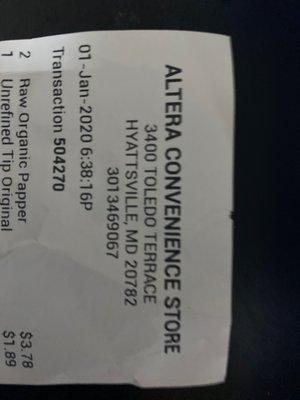 ALTERA CONVENIENCE STORE
3400 TOLEDO TERRACE
HYATTSVILLE, MD 20782
3013469067
01-Jan-2020 6:38:16P
Transaction 504270
2 Raw Organic Papper $3.78
1 Unrefined Tip Original $1.89